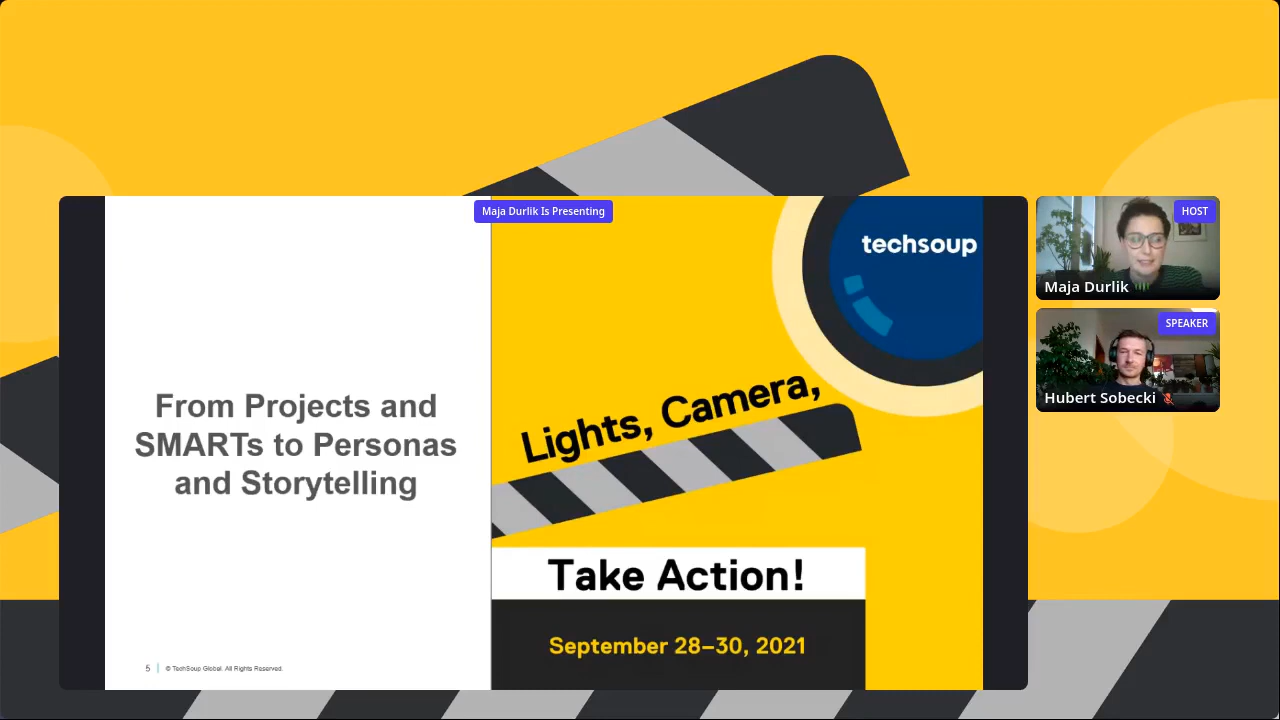 Maja Durlik Is Presenting
techsoup
HOST
Maja Durlik
SPEAKER
Hubert Sobecki
From Projects and
SMARTs to Personas
and Storytelling
Lights, Camera,
Take Action!
September 28–30, 2021
5
© TechSoup Global. All Rights Reserved.